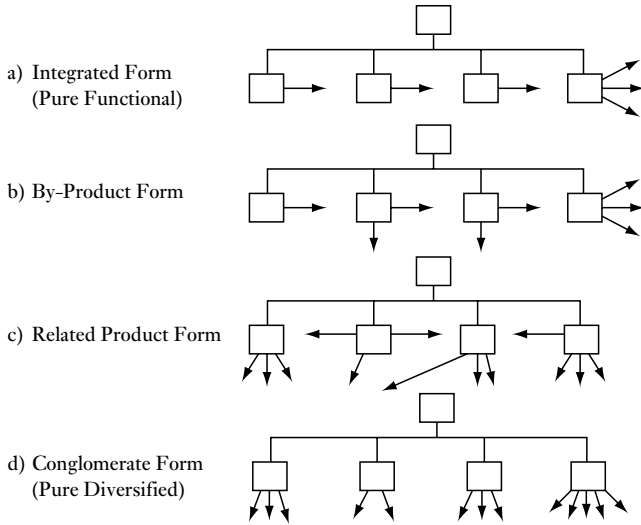 a) Integrated Form
(Pure Functional)
b) By-Product Form
c) Related Product Form
d) Conglomerate Form
(Pure Diversified)